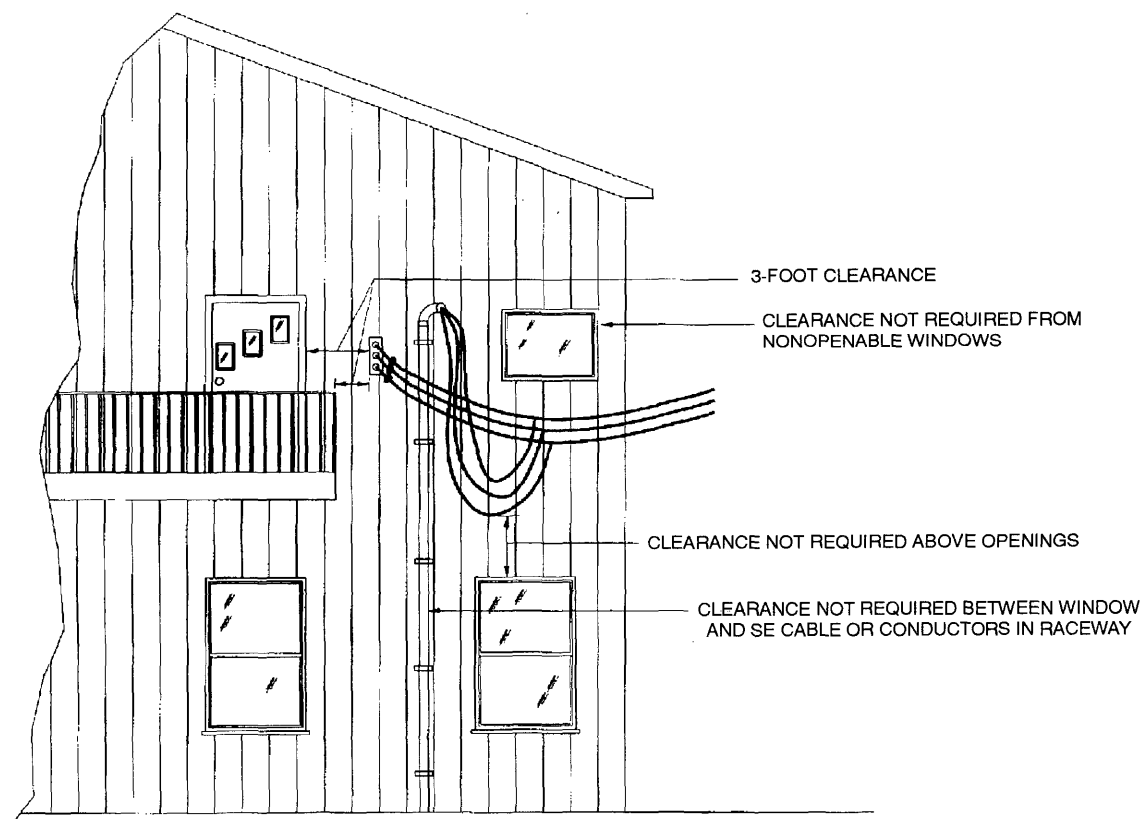 3-FOOT CLEARANCE
CLEARANCE NOT REQUIRED FROM
NONOPENABLE WINDOWS
CLEARANCE NOT REQUIRED ABOVE OPENINGS
CLEARANCE NOT REQUIRED BETWEEN WINDOW
AND SE CABLE OR CONDUCTORS IN RACEWAY